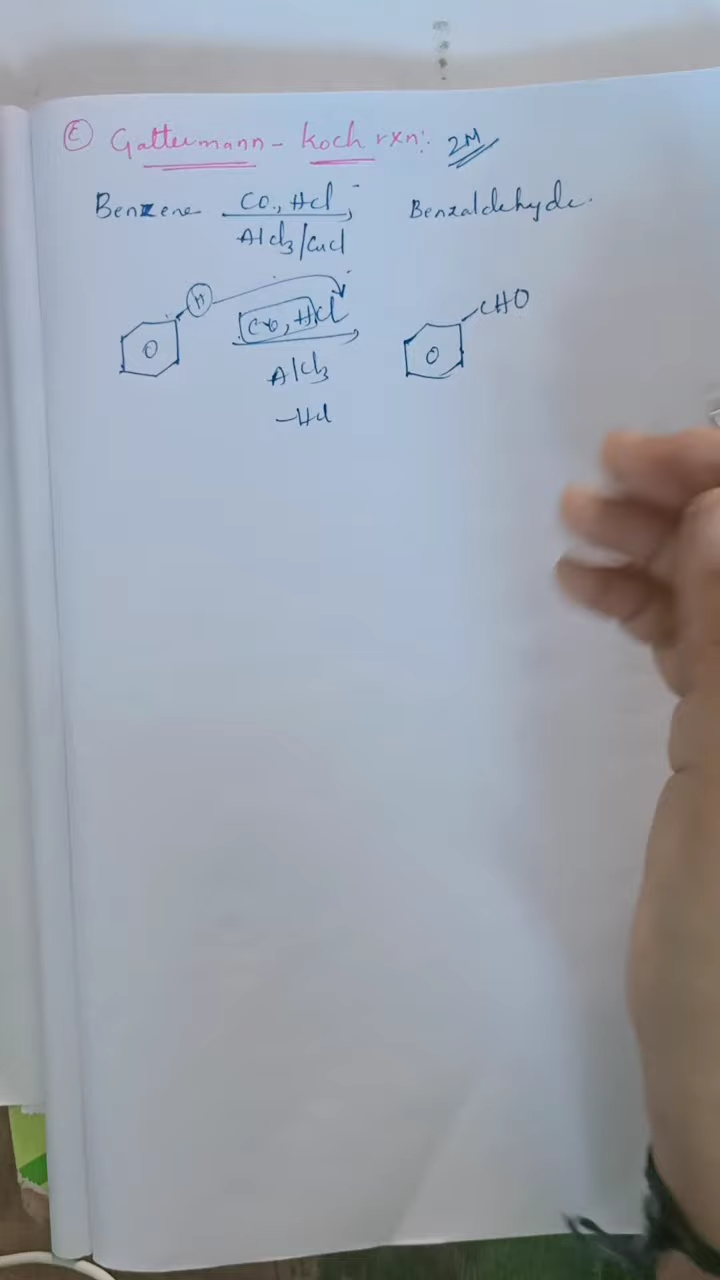 E Gattermann - Koch rxn: 2M
Benzene CO, HCl, Benzaldehyde.
AlCl3/CuCl
H CO, HCl CHO
AlCl3
-HCl